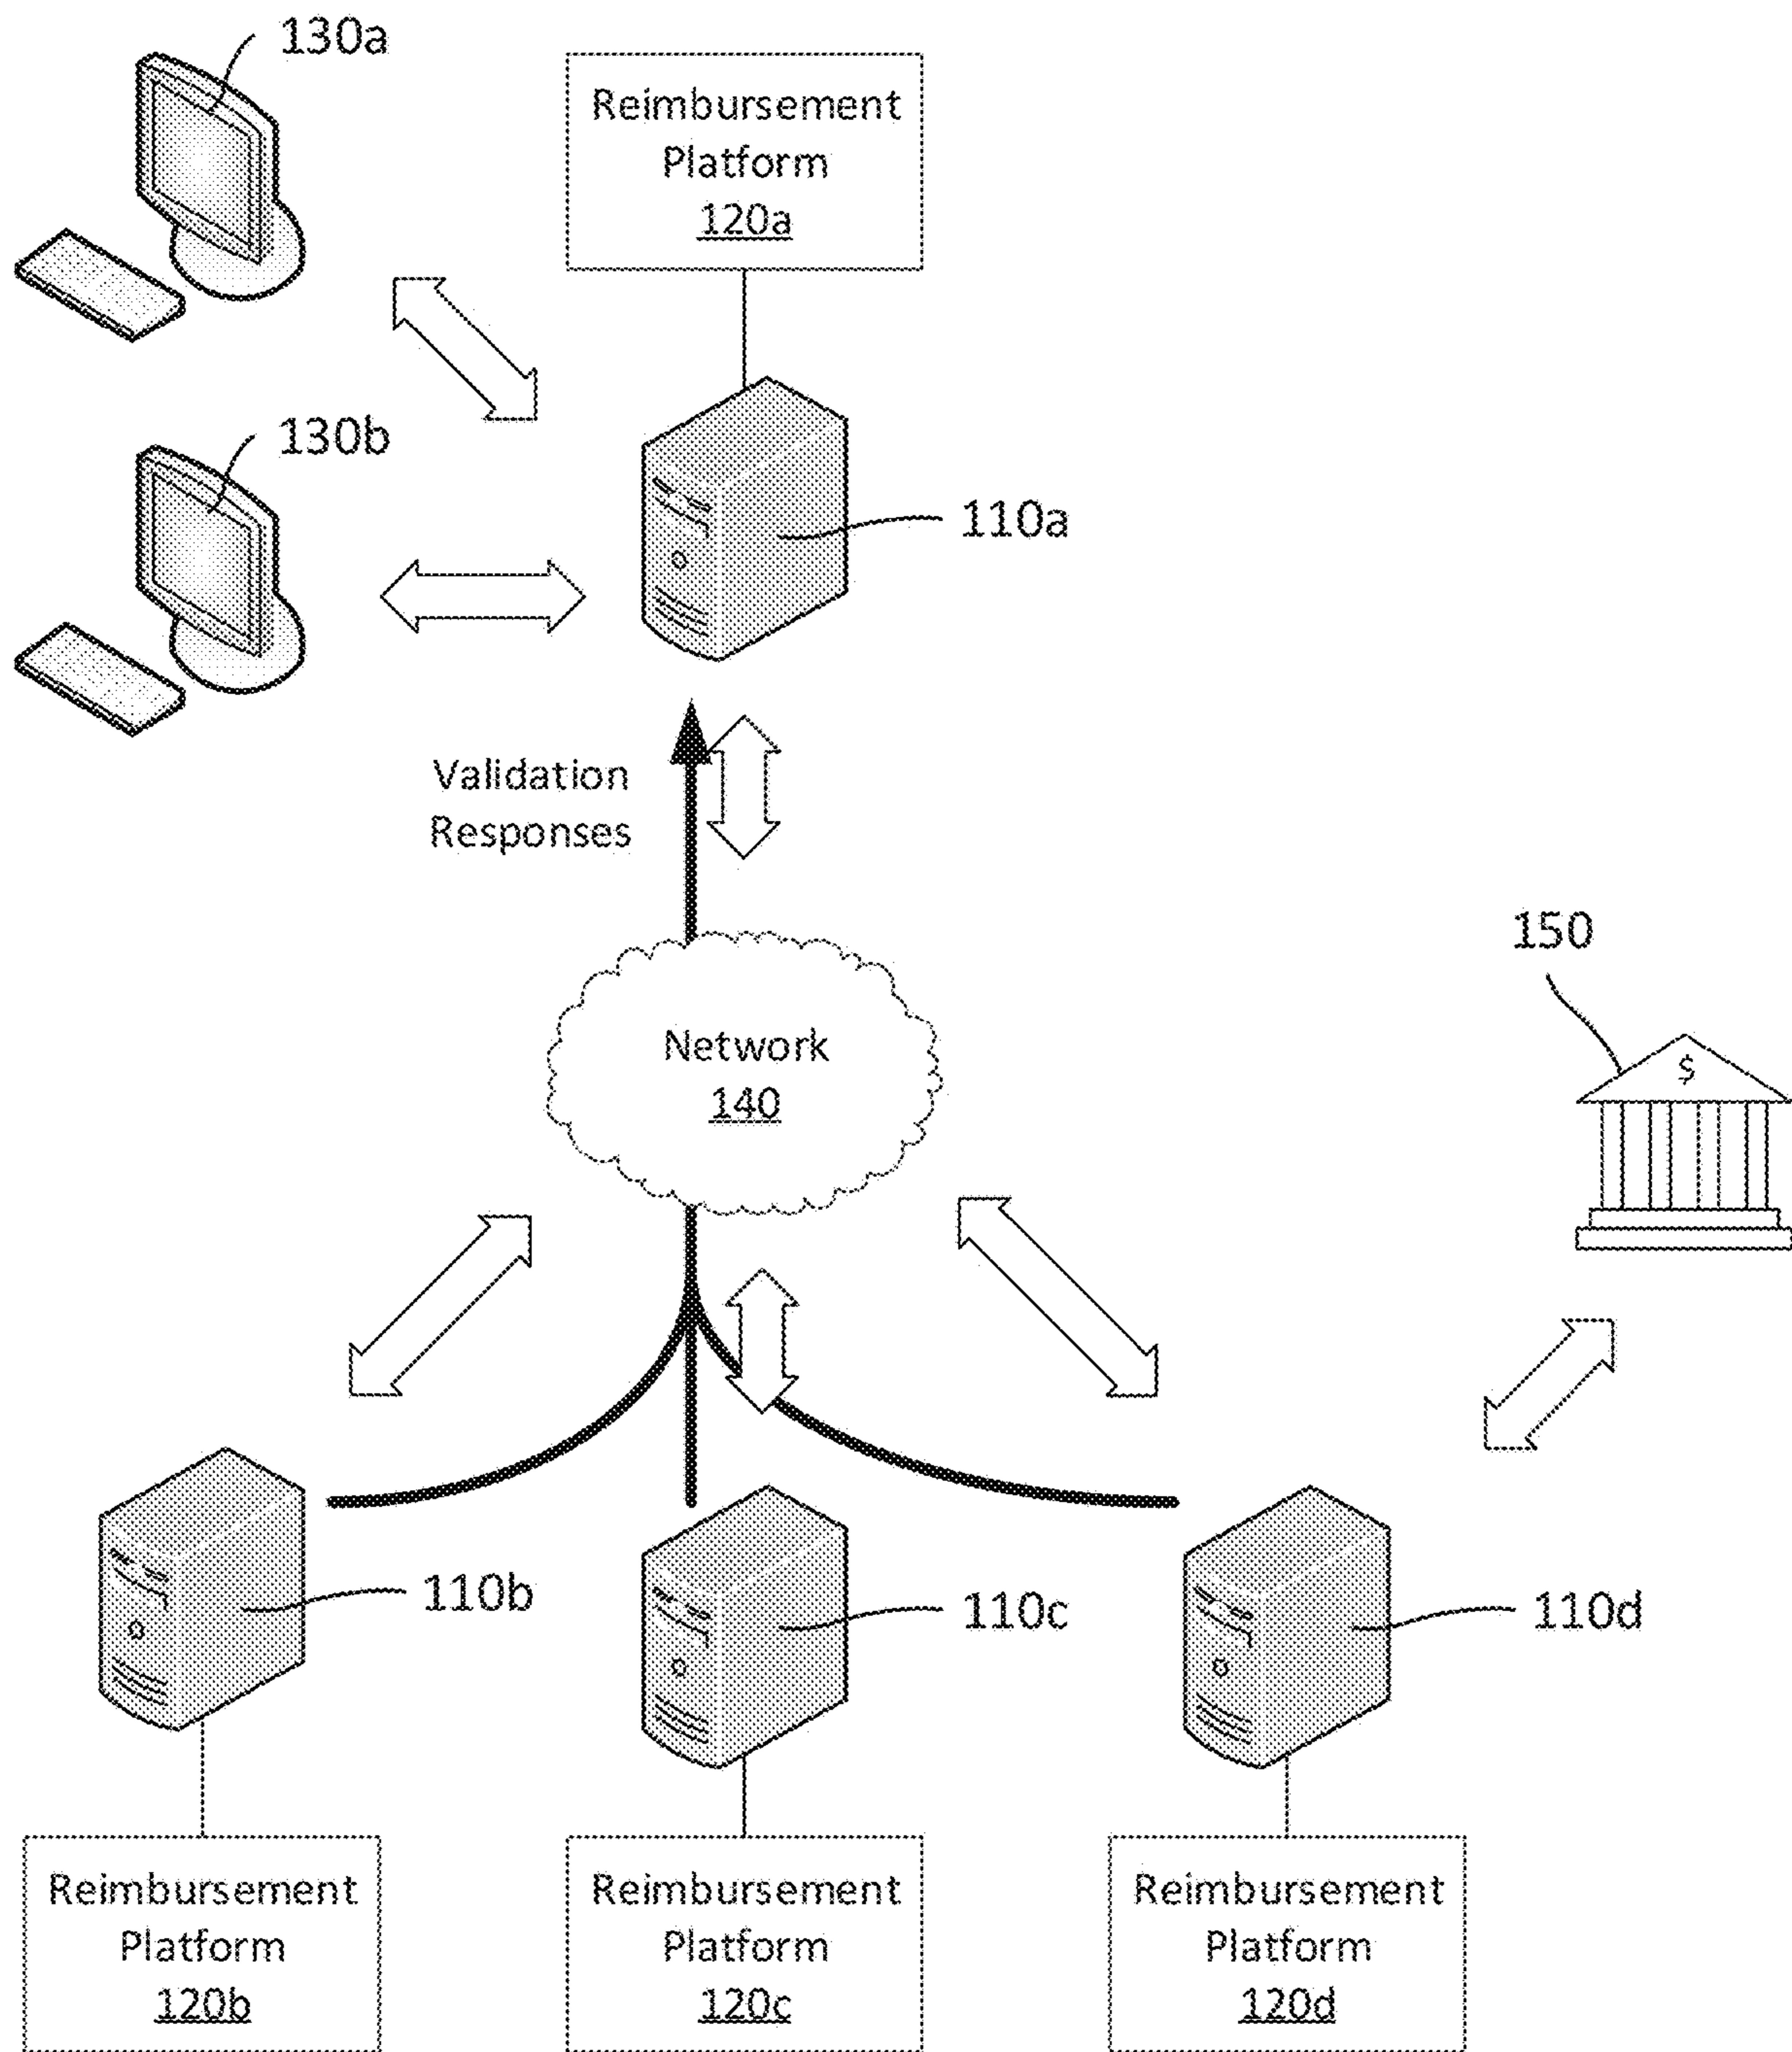 130a
Reimbursement
Platform
120a
130b
110a
Validation
Responses
150
$
Network
140
110b
110c
110d
Reimbursement
Platform
120b
Reimbursement
Platform
120c
Reimbursement
Platform
120d